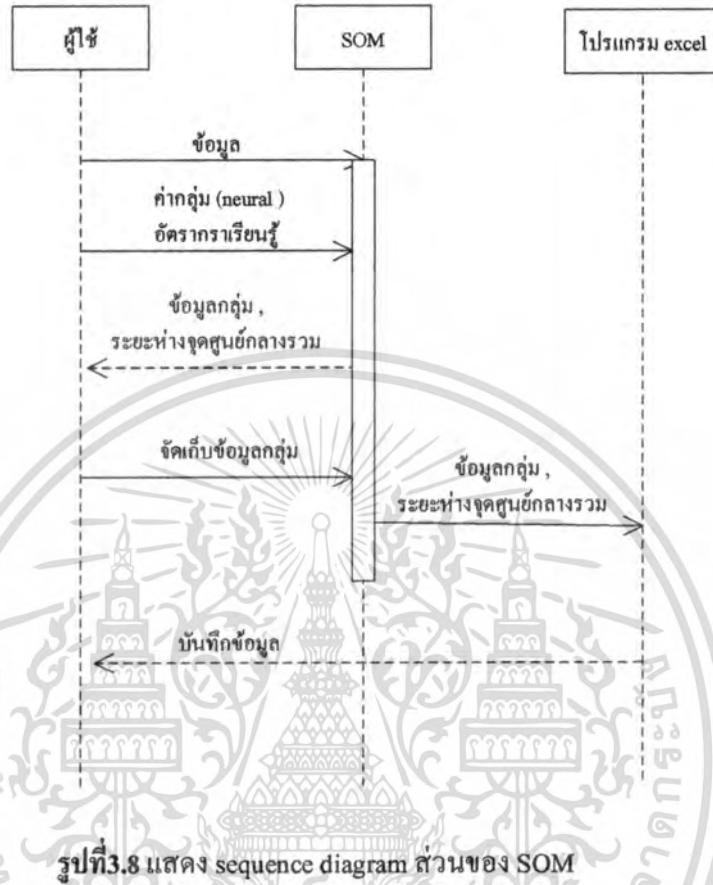 ผู้ใช้
SOM
โปรแกรม excel
ข้อมูล
ค่ากลุ่ม (neural )
อัตรากราเรียนรู้
ข้อมูลกลุ่ม ,
ระยะห่างจุดศูนย์กลางรวม
จัดเก็บข้อมูลกลุ่ม
ข้อมูลกลุ่ม ,
ระยะห่างจุดศูนย์กลางรวม
บันทึกข้อมูล
รูปที่3.8 แสดง sequence diagram ส่วนของ SOM